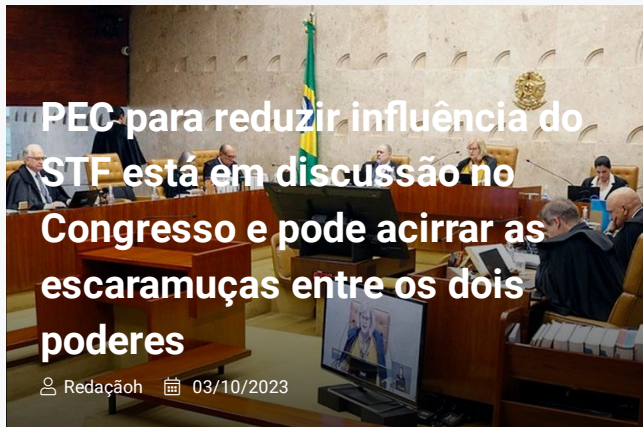 PEC para reduzir influência do
STF está em discussão no
Congresso e pode acirrar as
escaramuças entre os dois
poderes
Redaçãoh 03/10/2023